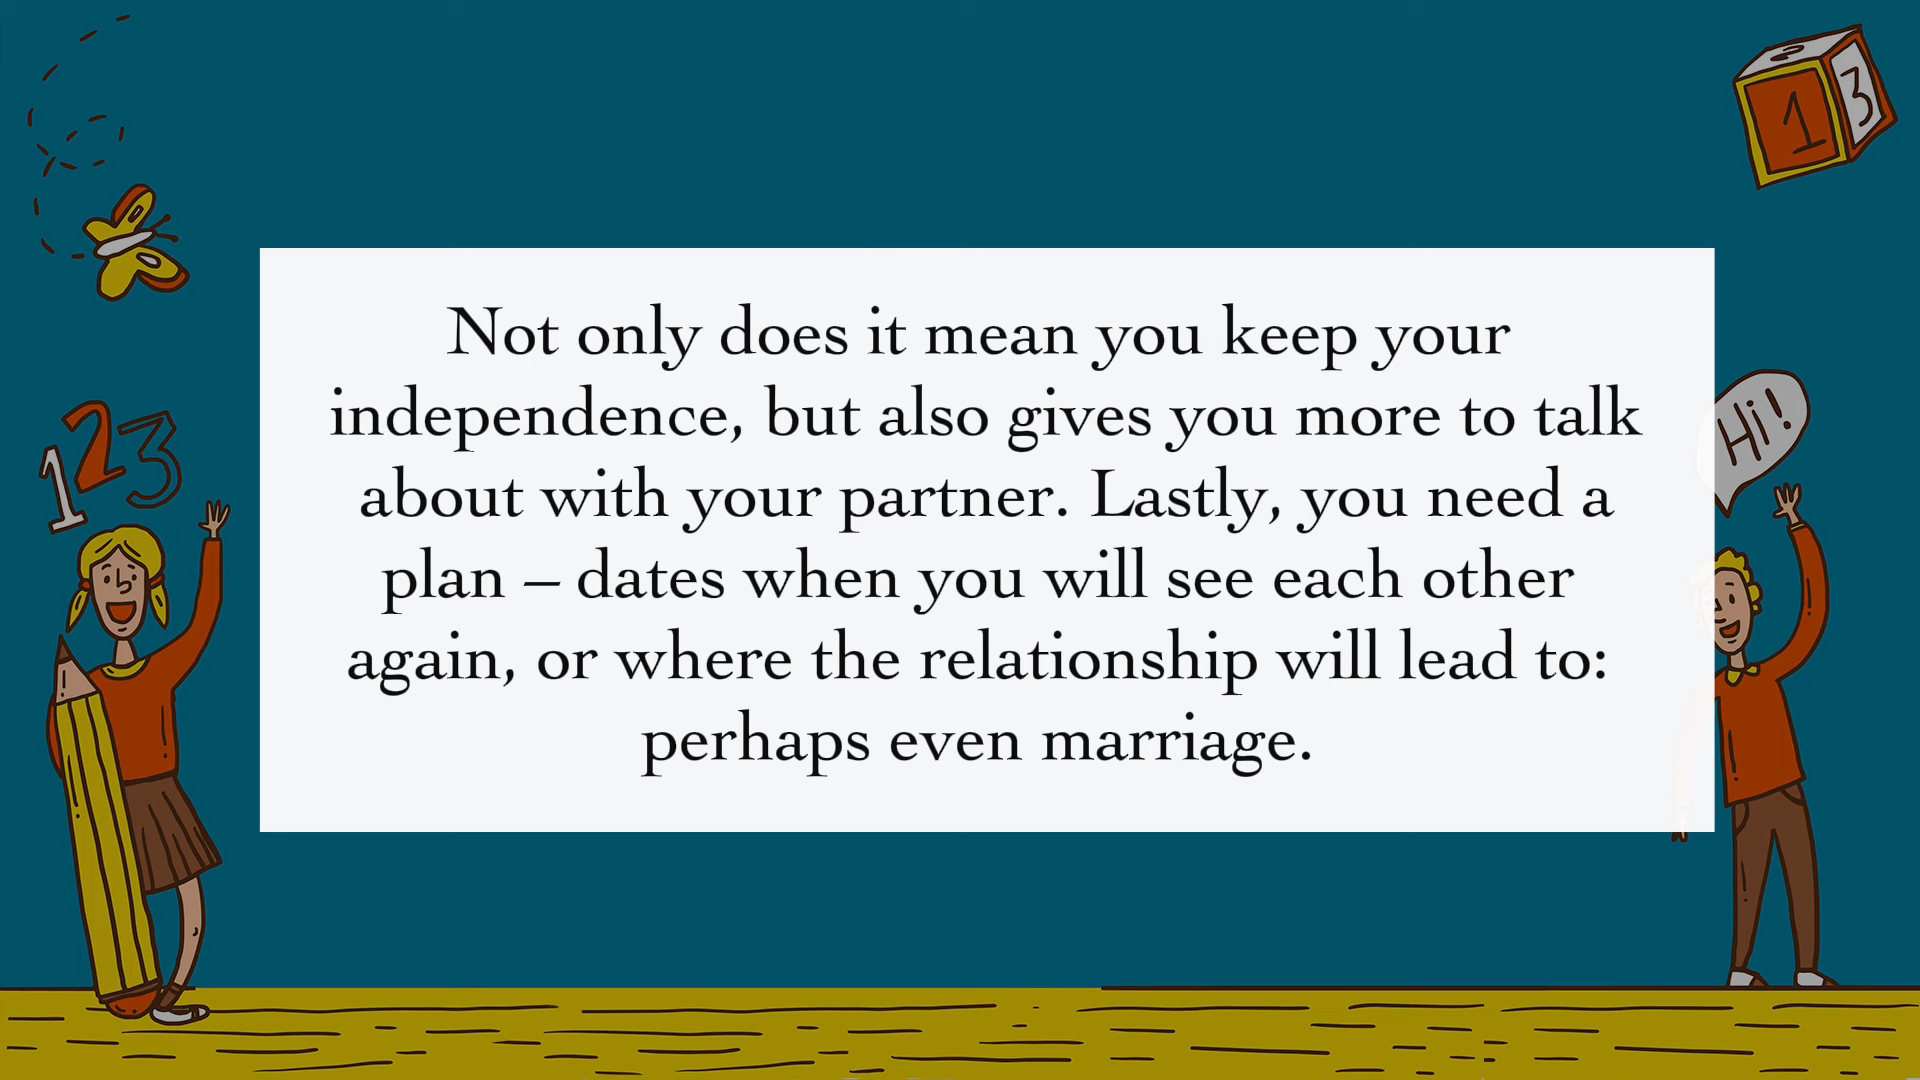 Not only does it mean you keep your
independence, but also gives you more to talk
about with your partner. Lastly, you need a
plan – dates when you will see each other
again, or where the relationship will lead to:
perhaps even marriage.
1 3
123
Hi!